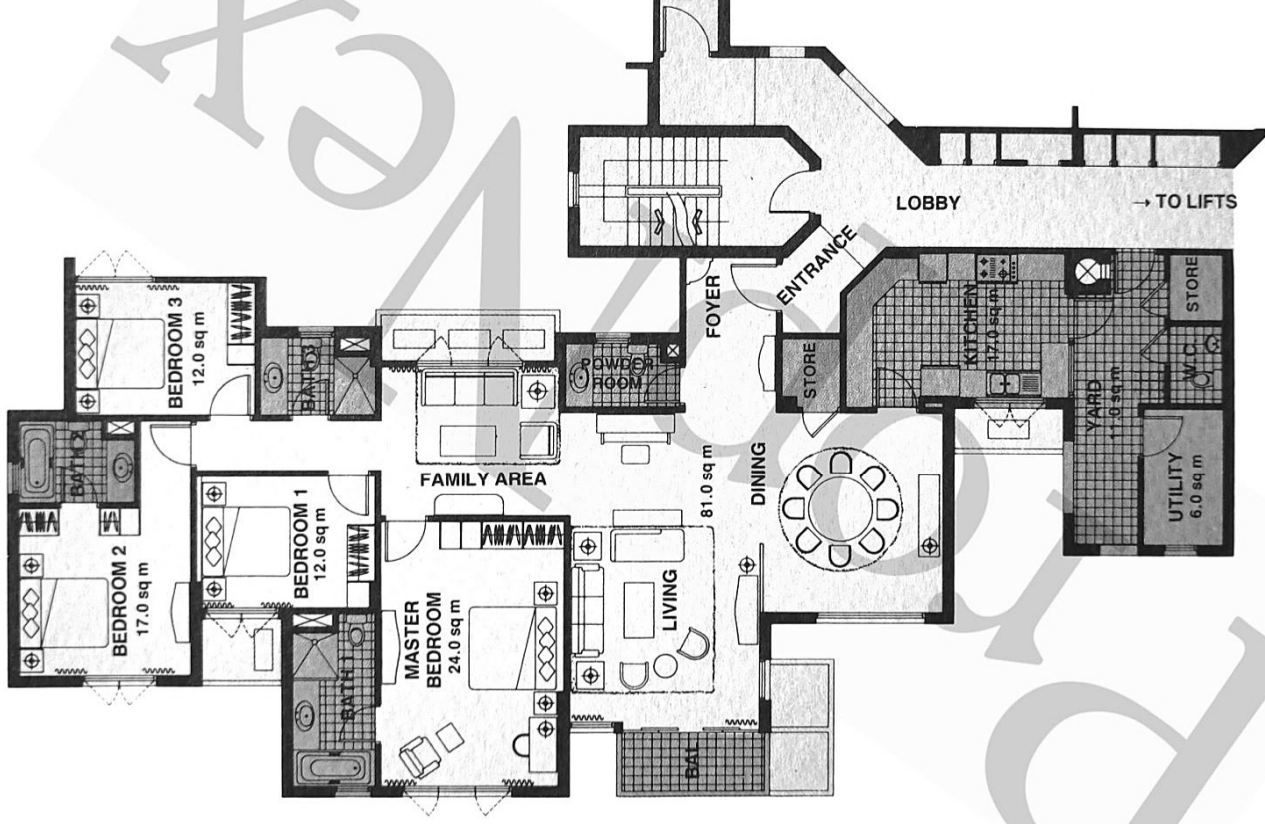 LOBBY
→ TO LIFTS
ENTRANCE
FOYER
KITCHEN
17.0 sq m
STORE
BEDROOM 3
12.0 sq m
BATH 3
POWDER
ROOM
STORE
W.C.
YARD
11.0 sq m
UTILITY
6.0 sq m
BATH 2
FAMILY AREA
81.0 sq m
DINING
BEDROOM 1
12.0 sq m
BEDROOM 2
17.0 sq m
MASTER
BEDROOM
24.0 sq m
LIVING
BATH 1
BAL
PropNex